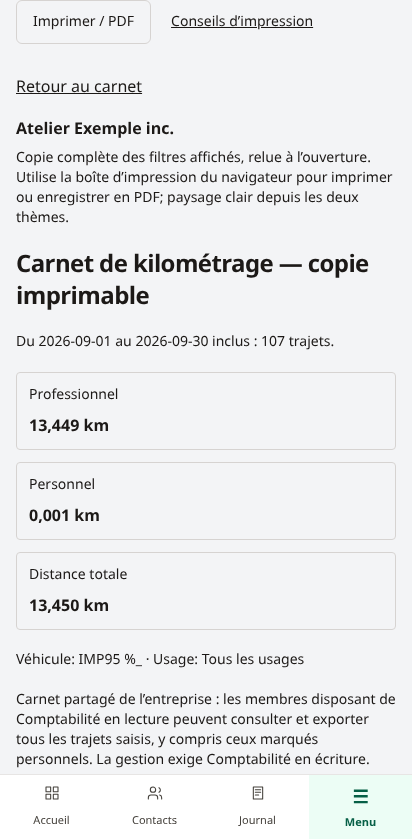 Imprimer / PDF
Conseils d’impression
Retour au carnet
Atelier Exemple inc.
Copie complète des filtres affichés, relue à l’ouverture.
Utilise la boîte d’impression du navigateur pour imprimer
ou enregistrer en PDF; paysage clair depuis les deux
thèmes.
Carnet de kilométrage — copie
imprimable
Du 2026-09-01 au 2026-09-30 inclus : 107 trajets.
Professionnel
13,449 km
Personnel
0,001 km
Distance totale
13,450 km
Véhicule: IMP95 %_ · Usage: Tous les usages
Carnet partagé de l’entreprise : les membres disposant de
Comptabilité en lecture peuvent consulter et exporter
tous les trajets saisis, y compris ceux marqués
personnels. La gestion exige Comptabilité en écriture.
Accueil
Contacts
Journal
Menu